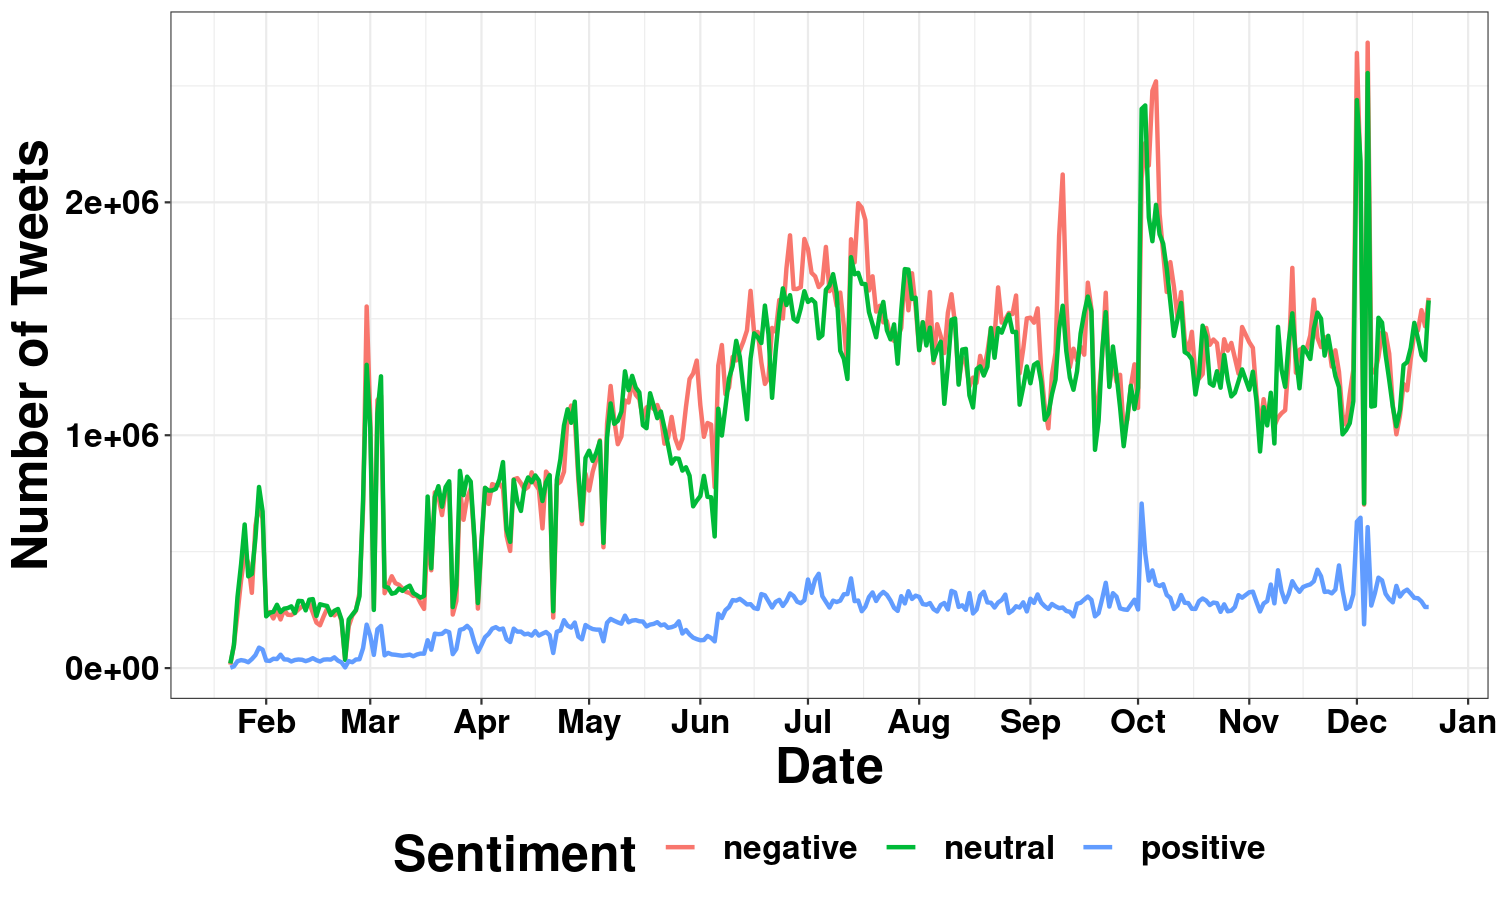 Number of Tweets
2e+06
1e+06
0e+00
Feb Mar Apr May Jun Jul Aug Sep Oct Nov Dec Jan
Date
Sentiment negative neutral positive